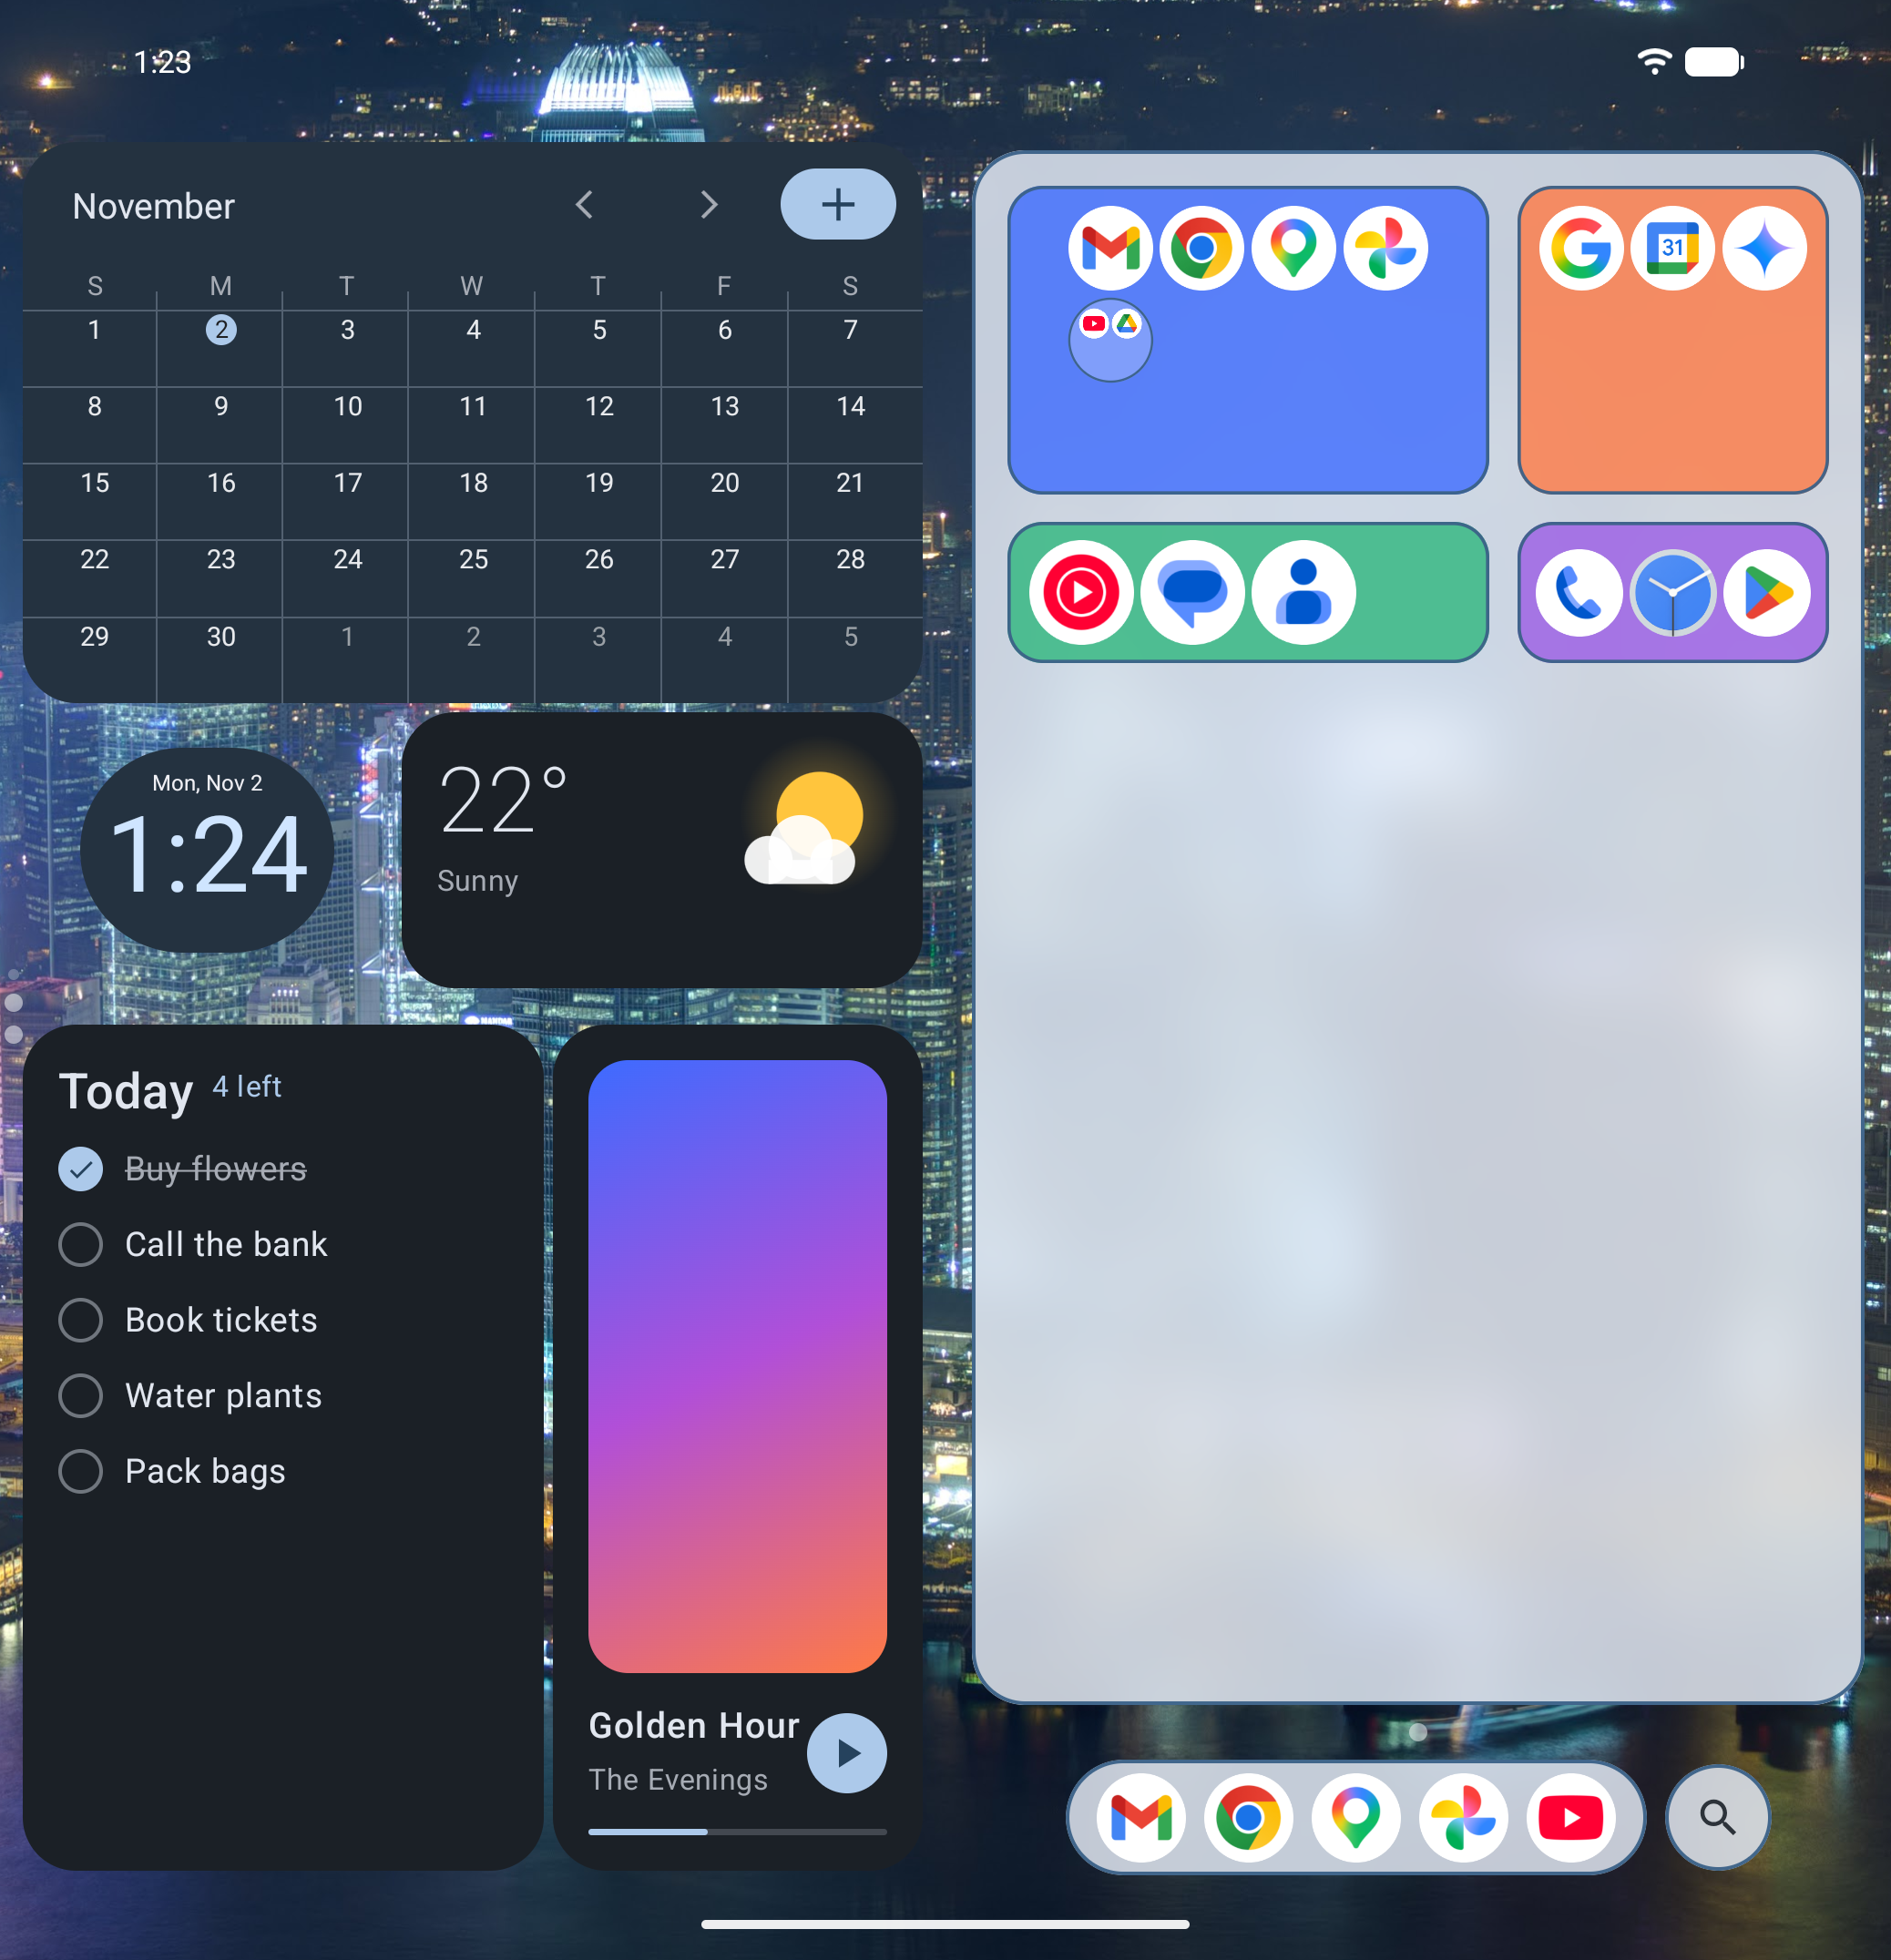 1:23
November
S M T W T F S
1 2 3 4 5 6 7
8 9 10 11 12 13 14
15 16 17 18 19 20 21
22 23 24 25 26 27 28
29 30 1 2 3 4 5
Mon, Nov 2
1:24
22°
Sunny
Today 4 left
Buy flowers
Call the bank
Book tickets
Water plants
Pack bags
Golden Hour
The Evenings
31